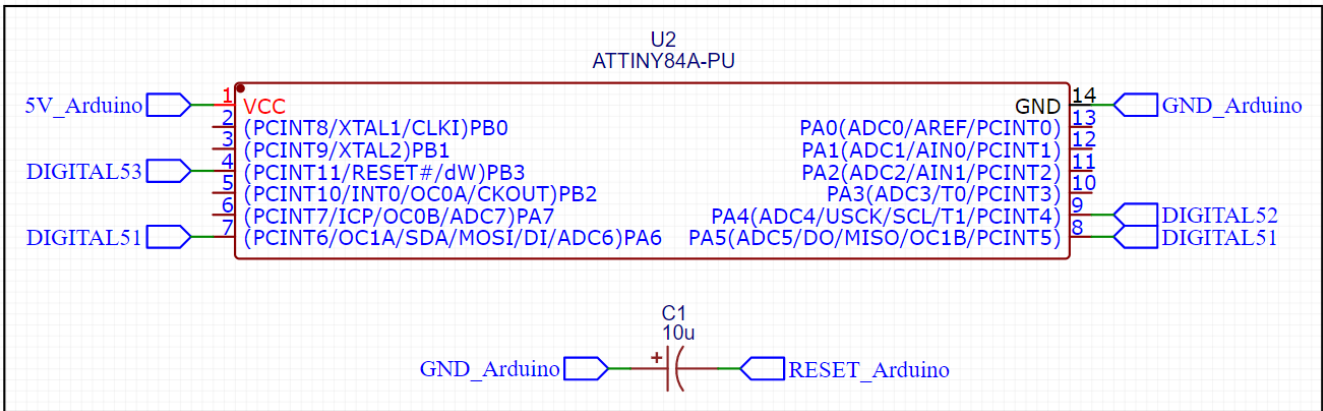 U2
ATTINY84A-PU
5V_Arduino 1 VCC GND 14 GND_Arduino
2 (PCINT8/XTAL1/CLKI)PB0 PA0(ADC0/AREF/PCINT0) 13
3 (PCINT9/XTAL2)PB1 PA1(ADC1/AIN0/PCINT1) 12
DIGITAL53 4 (PCINT11/RESET#/dW)PB3 PA2(ADC2/AIN1/PCINT2) 11
5 (PCINT10/INT0/OC0A/CKOUT)PB2 PA3(ADC3/T0/PCINT3) 10
6 (PCINT7/ICP/OC0B/ADC7)PA7 PA4(ADC4/USCK/SCL/T1/PCINT4) 9 DIGITAL52
DIGITAL51 7 (PCINT6/OC1A/SDA/MOSI/DI/ADC6)PA6 PA5(ADC5/DO/MISO/OC1B/PCINT5) 8 DIGITAL51
C1
10u
GND_Arduino + RESET_Arduino